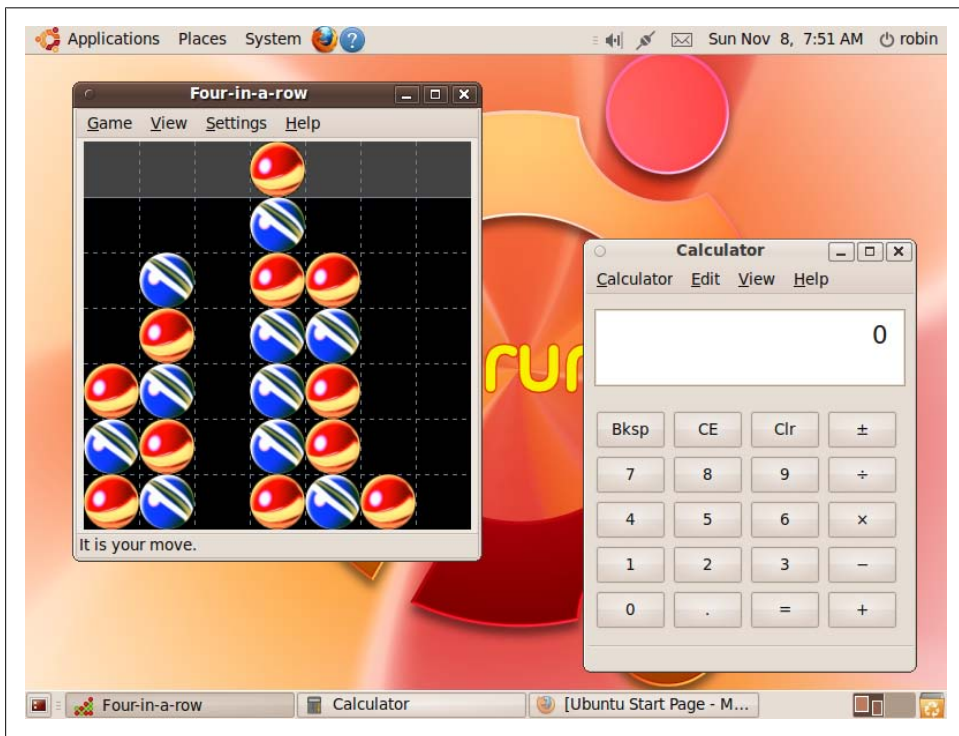 Applications Places System ? Sun Nov 8, 7:51 AM robin
Four-in-a-row
Game View Settings Help
It is your move.
Calculator
Calculator Edit View Help
0
Bksp CE Clr ±
7 8 9 ÷
4 5 6 ×
1 2 3 −
0 . = +
Four-in-a-row Calculator [Ubuntu Start Page - M...